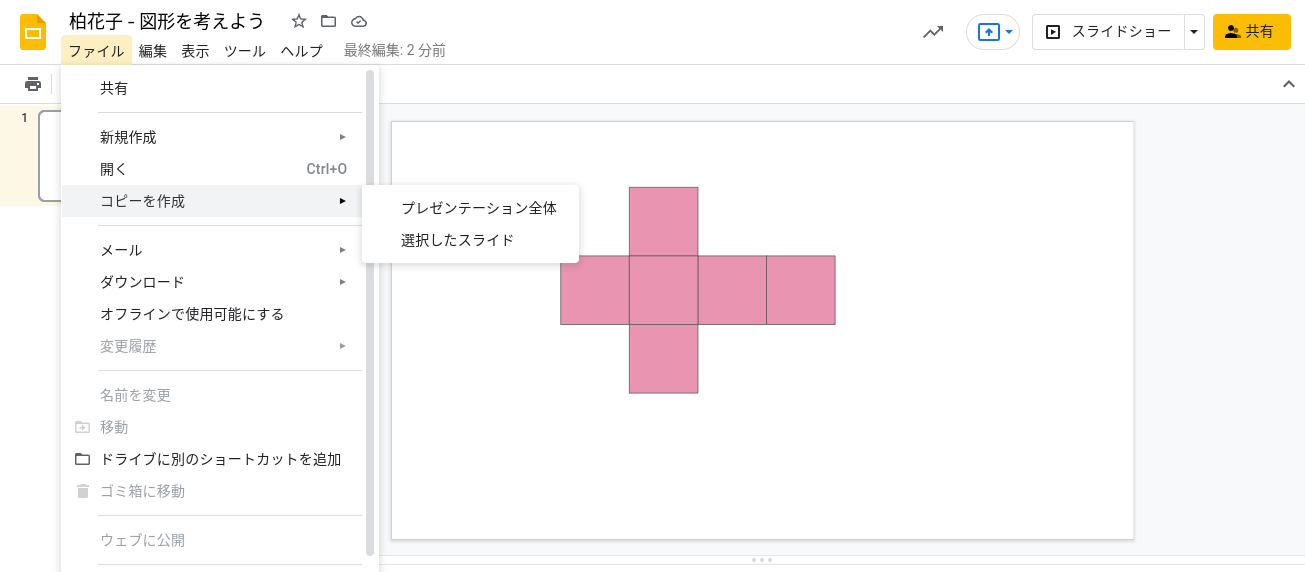 柏花子 - 図形を考えよう
ファイル 編集 表示 ツール ヘルプ 最終編集: 2 分前
スライドショー
共有
1
共有
新規作成
開く Ctrl+O
コピーを作成
プレゼンテーション全体
選択したスライド
メール
ダウンロード
オフラインで使用可能にする
変更履歴
名前を変更
移動
ドライブに別のショートカットを追加
ゴミ箱に移動
ウェブに公開